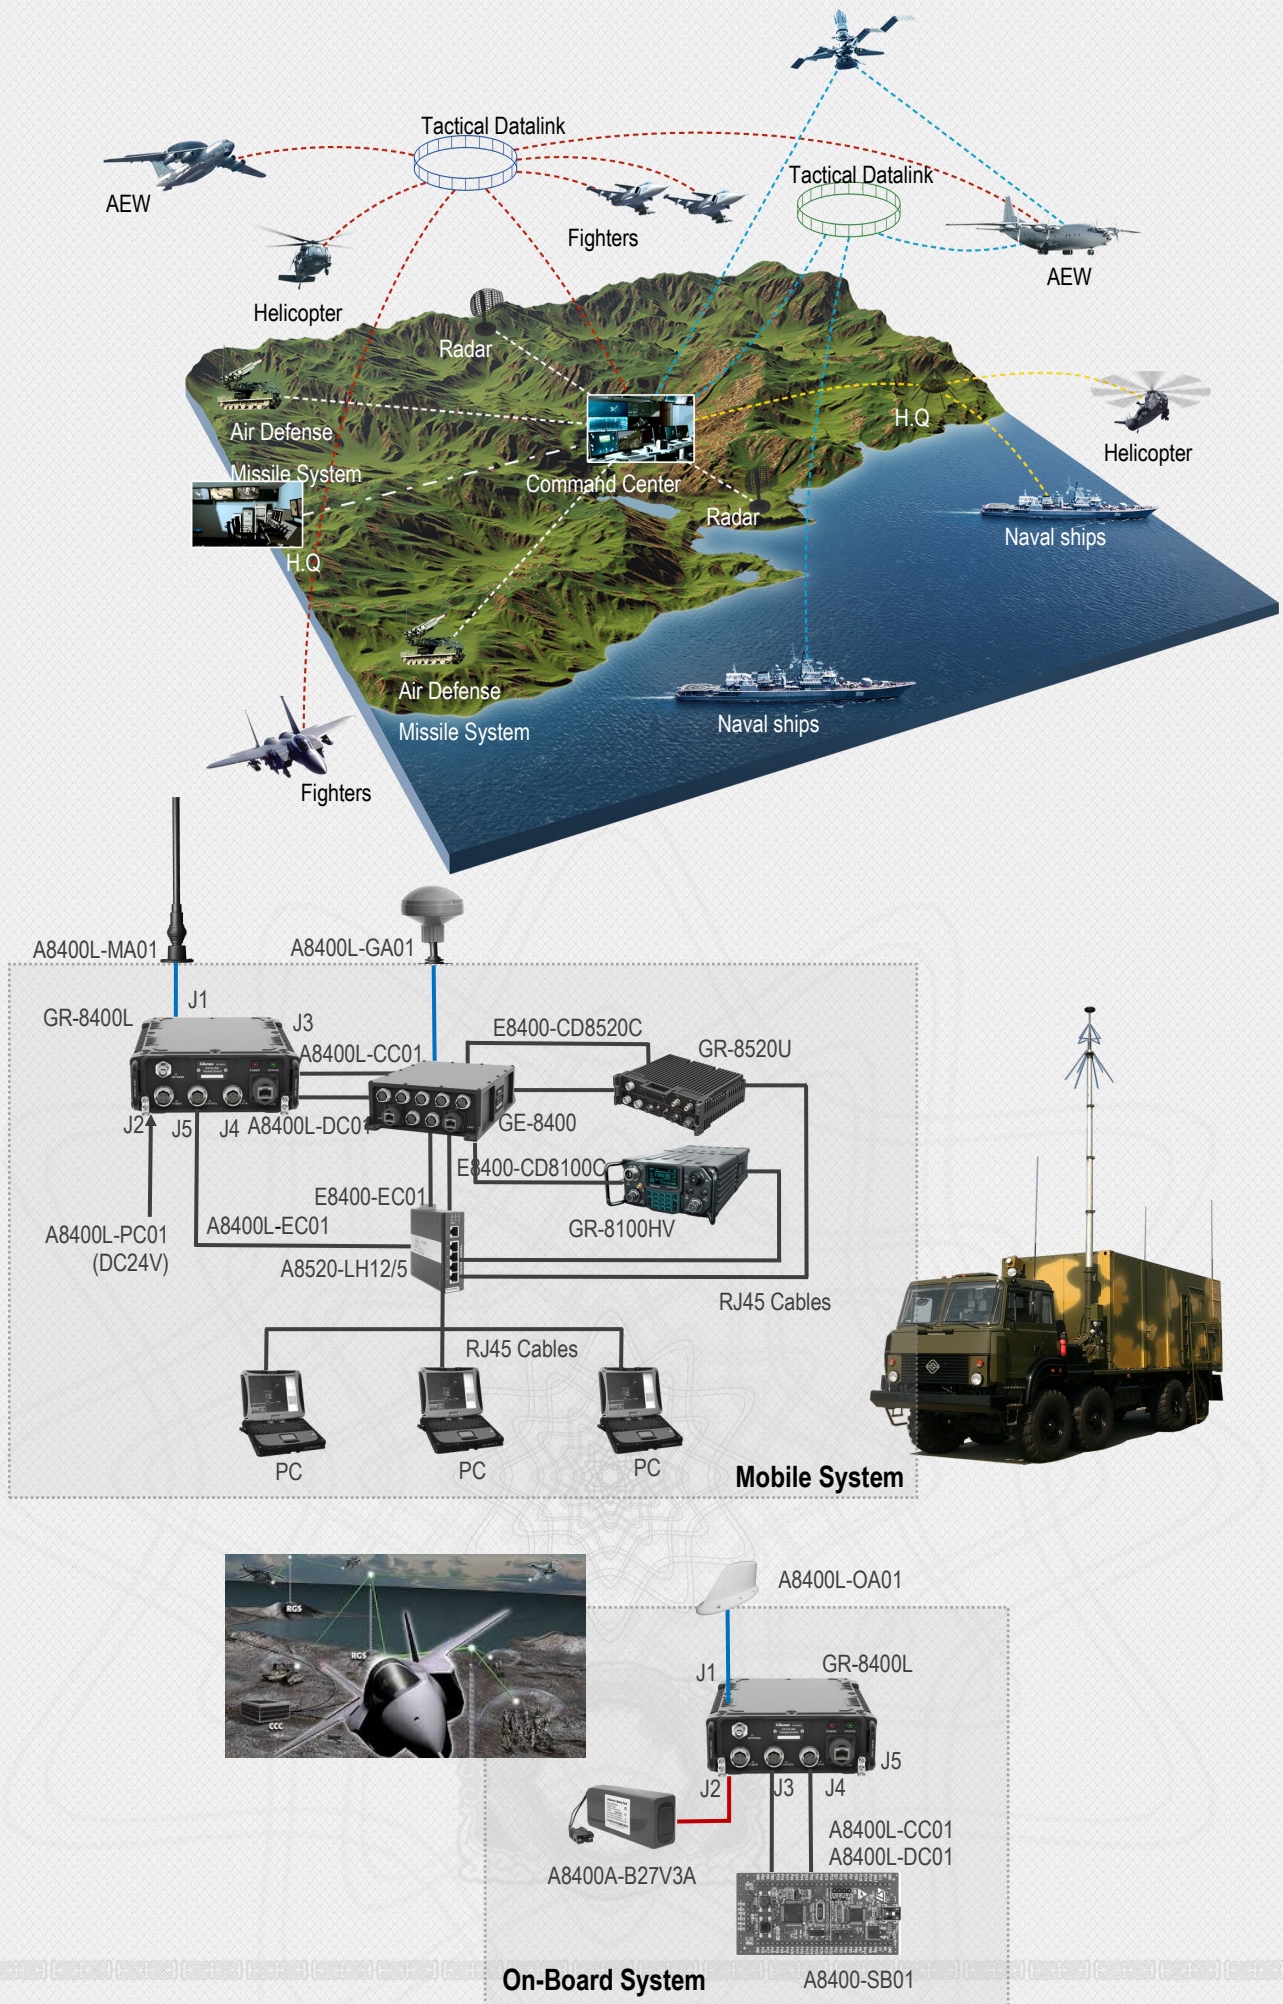 Tactical Datalink
AEW
Tactical Datalink
Fighters
AEW
Helicopter
Radar
Air Defense
Missile System
H.Q
Helicopter
Command Center
Radar
Naval ships
H.Q
Air Defense
Missile System
Naval ships
Fighters
A8400L-MA01
A8400L-GA01
J1
GR-8400L
J3
E8400-CD8520C
GR-8520U
A8400L-CC01
J2
J5
J4
A8400L-DC01
GE-8400
E8400-CD8100C
E8400-EC01
A8400L-PC01
(DC24V)
A8400L-EC01
GR-8100HV
A8520-LH12/5
RJ45 Cables
RJ45 Cables
PC
PC
PC
Mobile System
RGS
RGS
CCC
A8400L-OA01
J1
GR-8400L
J5
J2
J3
J4
A8400L-CC01
A8400L-DC01
A8400A-B27V3A
On-Board System
A8400-SB01